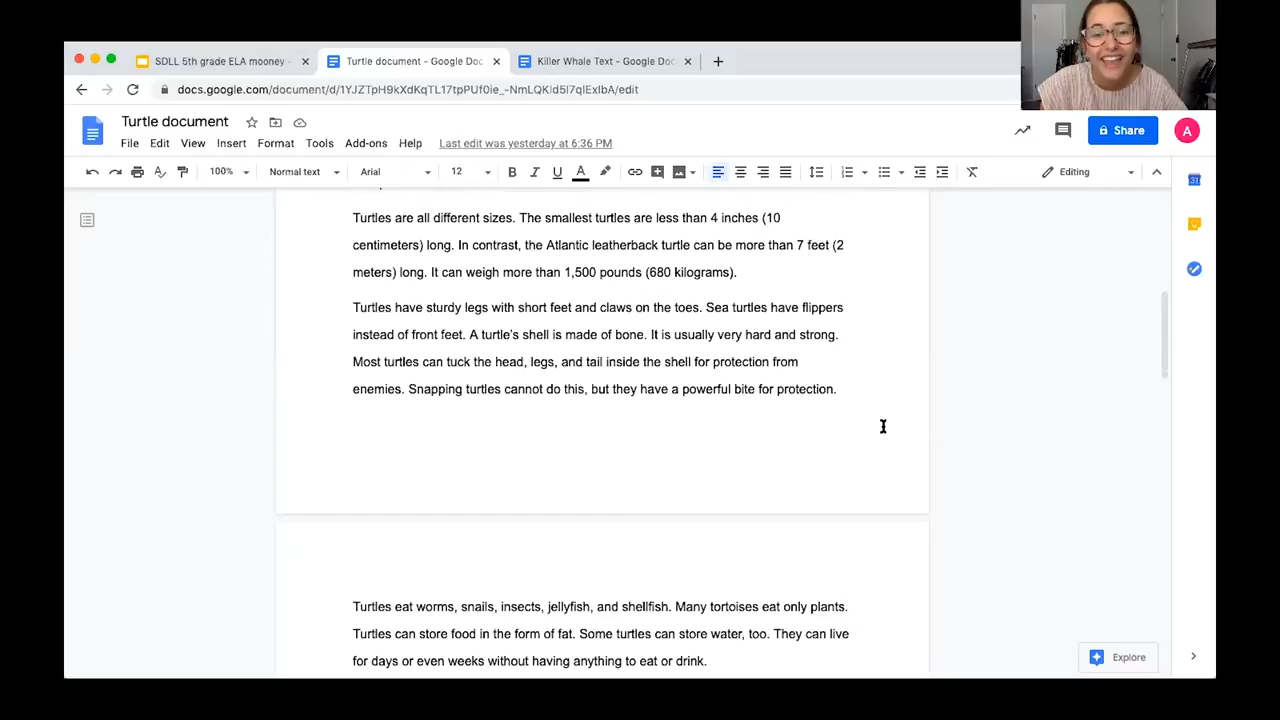 SDLL 5th grade ELA mooney -
Turtle document - Google Doc
Killer Whale Text - Google Doc
docs.google.com/document/d/
/edit
Turtle document
File Edit View Insert Format Tools Add-ons Help Last edit was yesterday at 6:36 PM
Share
A
100% Normal text Arial 12 B I U A Editing
31
Turtles are all different sizes. The smallest turtles are less than 4 inches (10
centimeters) long. In contrast, the Atlantic leatherback turtle can be more than 7 feet (2
meters) long. It can weigh more than 1,500 pounds (680 kilograms).
Turtles have sturdy legs with short feet and claws on the toes. Sea turtles have flippers
instead of front feet. A turtle's shell is made of bone. It is usually very hard and strong.
Most turtles can tuck the head, legs, and tail inside the shell for protection from
enemies. Snapping turtles cannot do this, but they have a powerful bite for protection.
Turtles eat worms, snails, insects, jellyfish, and shellfish. Many tortoises eat only plants.
Turtles can store food in the form of fat. Some turtles can store water, too. They can live
for days or even weeks without having anything to eat or drink.
Explore